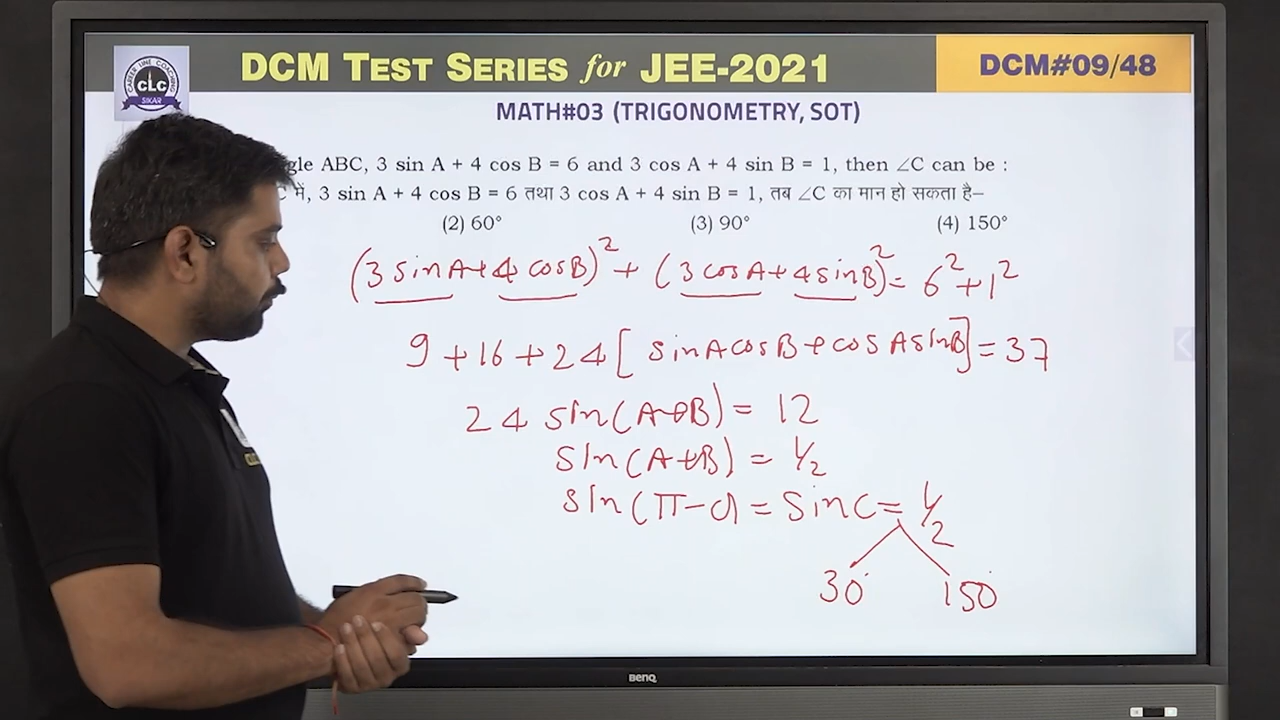 DCM TEST SERIES for JEE-2021
DCM#09/48
CAREER LINE COACHING
CLC
SIKAR
MATH#03 (TRIGONOMETRY, SOT)
gle ABC, 3 sin A + 4 cos B = 6 and 3 cos A + 4 sin B = 1, then ∠C can be :
में, 3 sin A + 4 cos B = 6 तथा 3 cos A + 4 sin B = 1, तब ∠C का मान हो सकता है–
(2) 60° (3) 90° (4) 150°
(3 sinA+4 cosB)² + (3 cosA+4 sinB)² = 6²+1²
9+16+24[ sinA cosB + cosA sinB] = 37
24 sin(A+B) = 12
sin(A+B) = 1/2
sin(π-C) = sinC = 1/2
30° 150°
BENQ